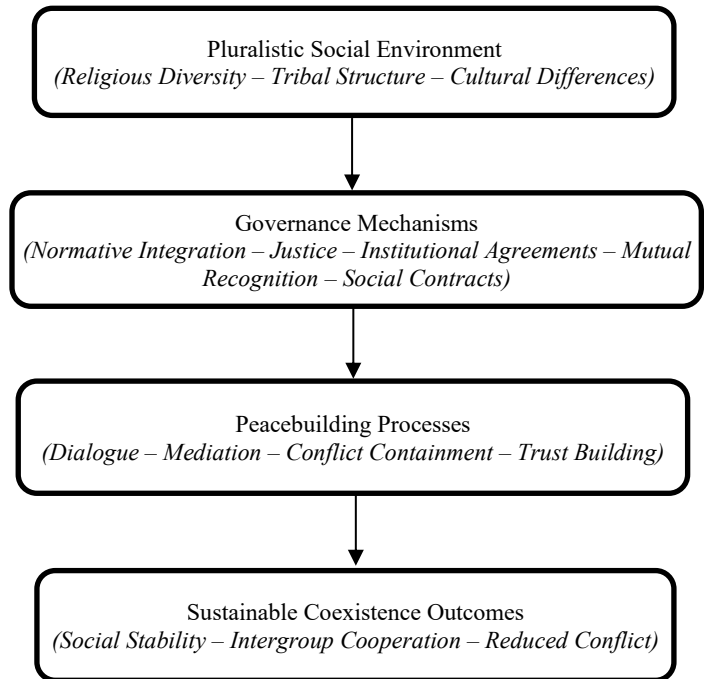 Pluralistic Social Environment
(Religious Diversity – Tribal Structure – Cultural Differences)
Governance Mechanisms
(Normative Integration – Justice – Institutional Agreements – Mutual
Recognition – Social Contracts)
Peacebuilding Processes
(Dialogue – Mediation – Conflict Containment – Trust Building)
Sustainable Coexistence Outcomes
(Social Stability – Intergroup Cooperation – Reduced Conflict)